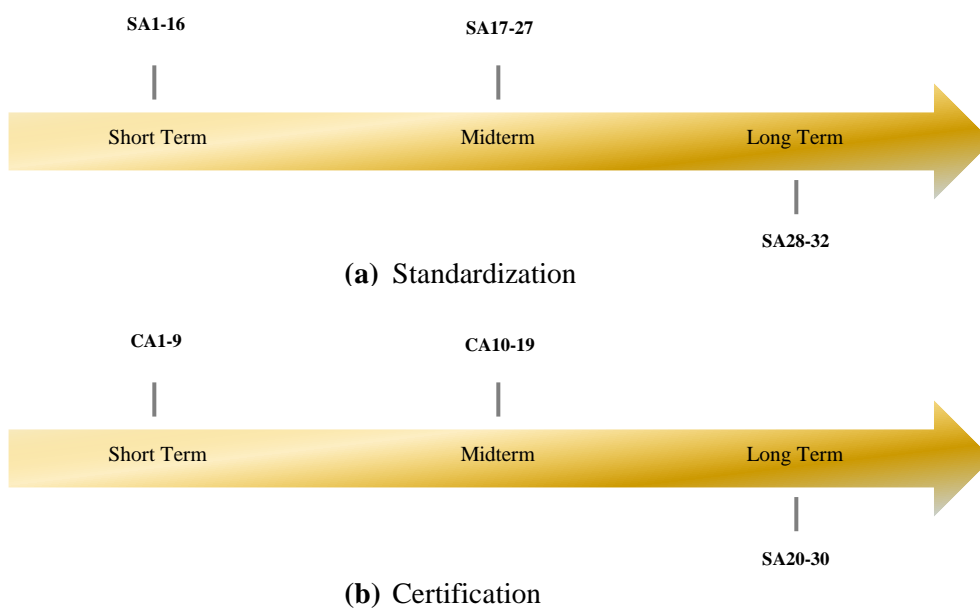 SA1-16
SA17-27
Short Term
Midterm
Long Term
SA28-32
(a) Standardization
CA1-9
CA10-19
Short Term
Midterm
Long Term
SA20-30
(b) Certification